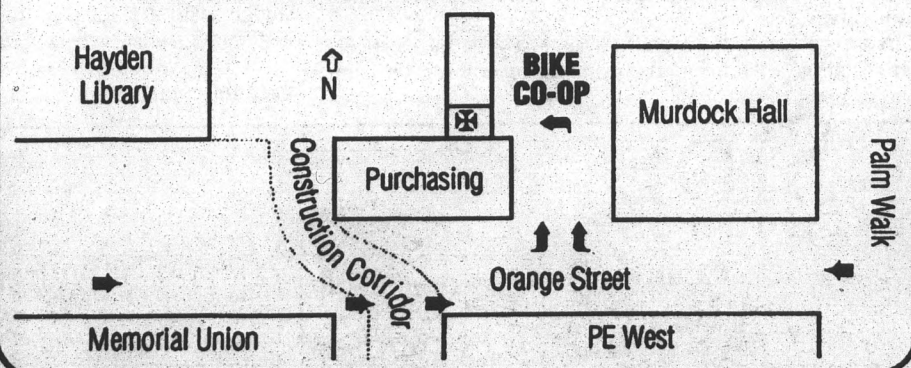 Hayden
Library
N
BIKE
CO-OP
Murdock Hall
Construction Corridor
Purchasing
Palm Walk
Orange Street
Memorial Union
PE West